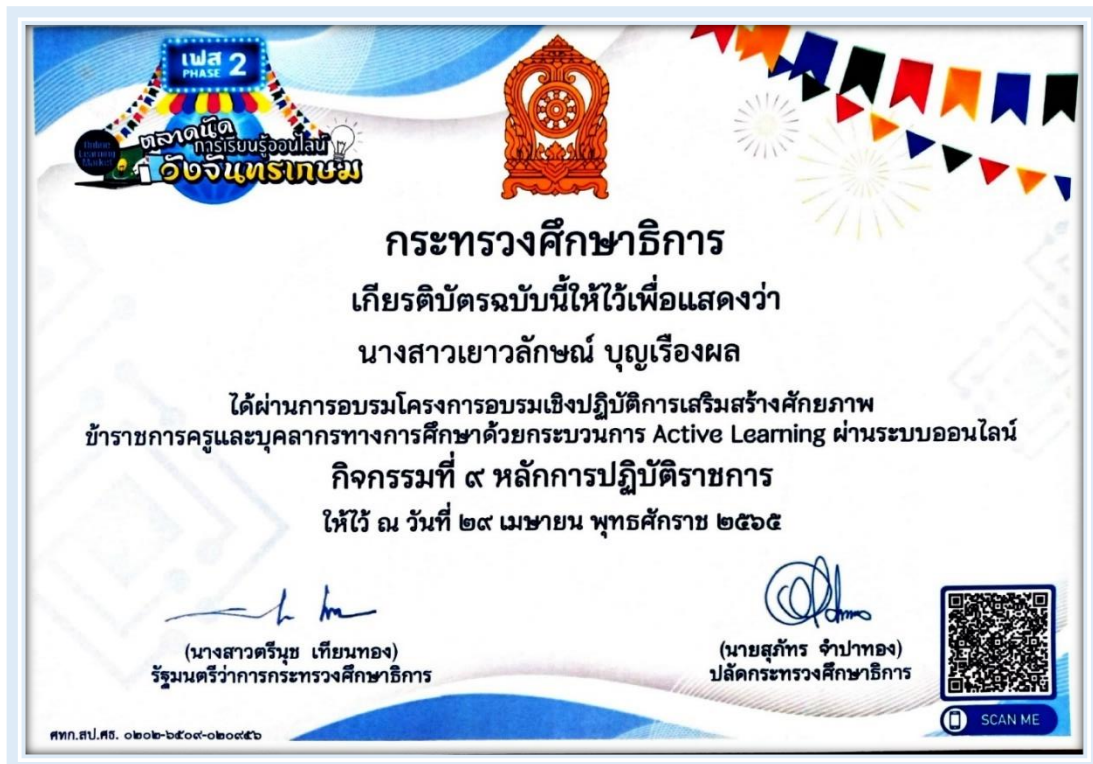 เฟส 2
PHASE
ตลาดนัด
การเรียนรู้ออนไลน์
Online
Learning
Market
วังจันทรเกษม
กระทรวงศึกษาธิการ
เกียรติบัตรฉบับนี้ให้ไว้เพื่อแสดงว่า
นางสาวเยาวลักษณ์ บุญเรืองผล
ได้ผ่านการอบรมโครงการอบรมเชิงปฏิบัติการเสริมสร้างศักยภาพ
ข้าราชการครูและบุคลากรทางการศึกษาด้วยกระบวนการ Active Learning ผ่านระบบออนไลน์
กิจกรรมที่ ๙ หลักการปฏิบัติราชการ
ให้ไว้ ณ วันที่ ๒๙ เมษายน พุทธศักราช ๒๕๖๕
(นางสาวตรีนุช เทียนทอง)
รัฐมนตรีว่าการกระทรวงศึกษาธิการ
(นายสุภัทร จำปาทอง)
ปลัดกระทรวงศึกษาธิการ
SCAN ME
ศทก.สป.ศธ. ๐๒๐๒-๖๕๐๙-๐๒๐๙๕๖